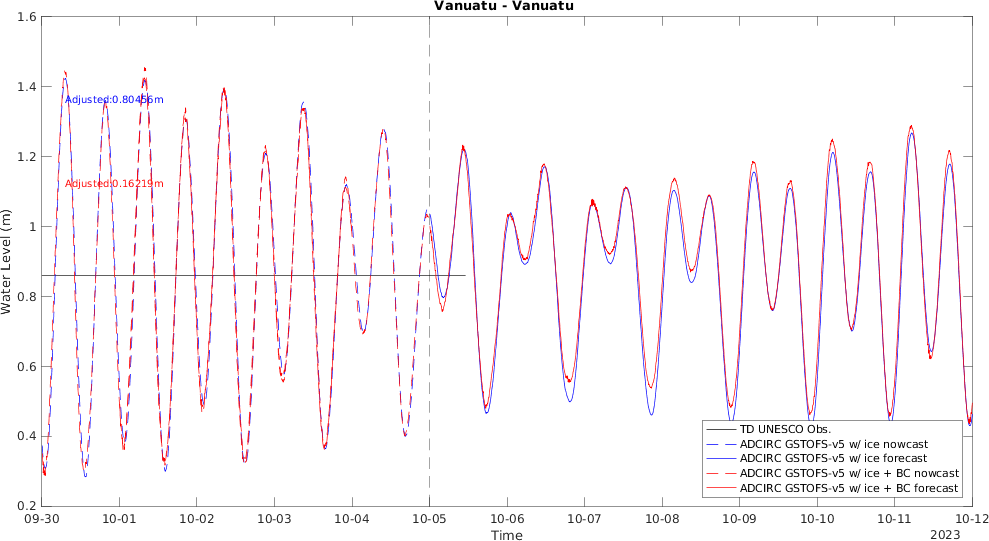 Vanuatu - Vanuatu
1.6
1.4
1.2
1
0.8
0.6
0.4
0.2
Water Level (m)
Adjusted:0.80456m
Adjusted:0.16219m
TD UNESCO Obs.
ADCIRC GSTOFS-v5 w/ ice nowcast
ADCIRC GSTOFS-v5 w/ ice forecast
ADCIRC GSTOFS-v5 w/ ice + BC nowcast
ADCIRC GSTOFS-v5 w/ ice + BC forecast
09-30 10-01 10-02 10-03 10-04 10-05 10-06 10-07 10-08 10-09 10-10 10-11 10-12
Time
2023